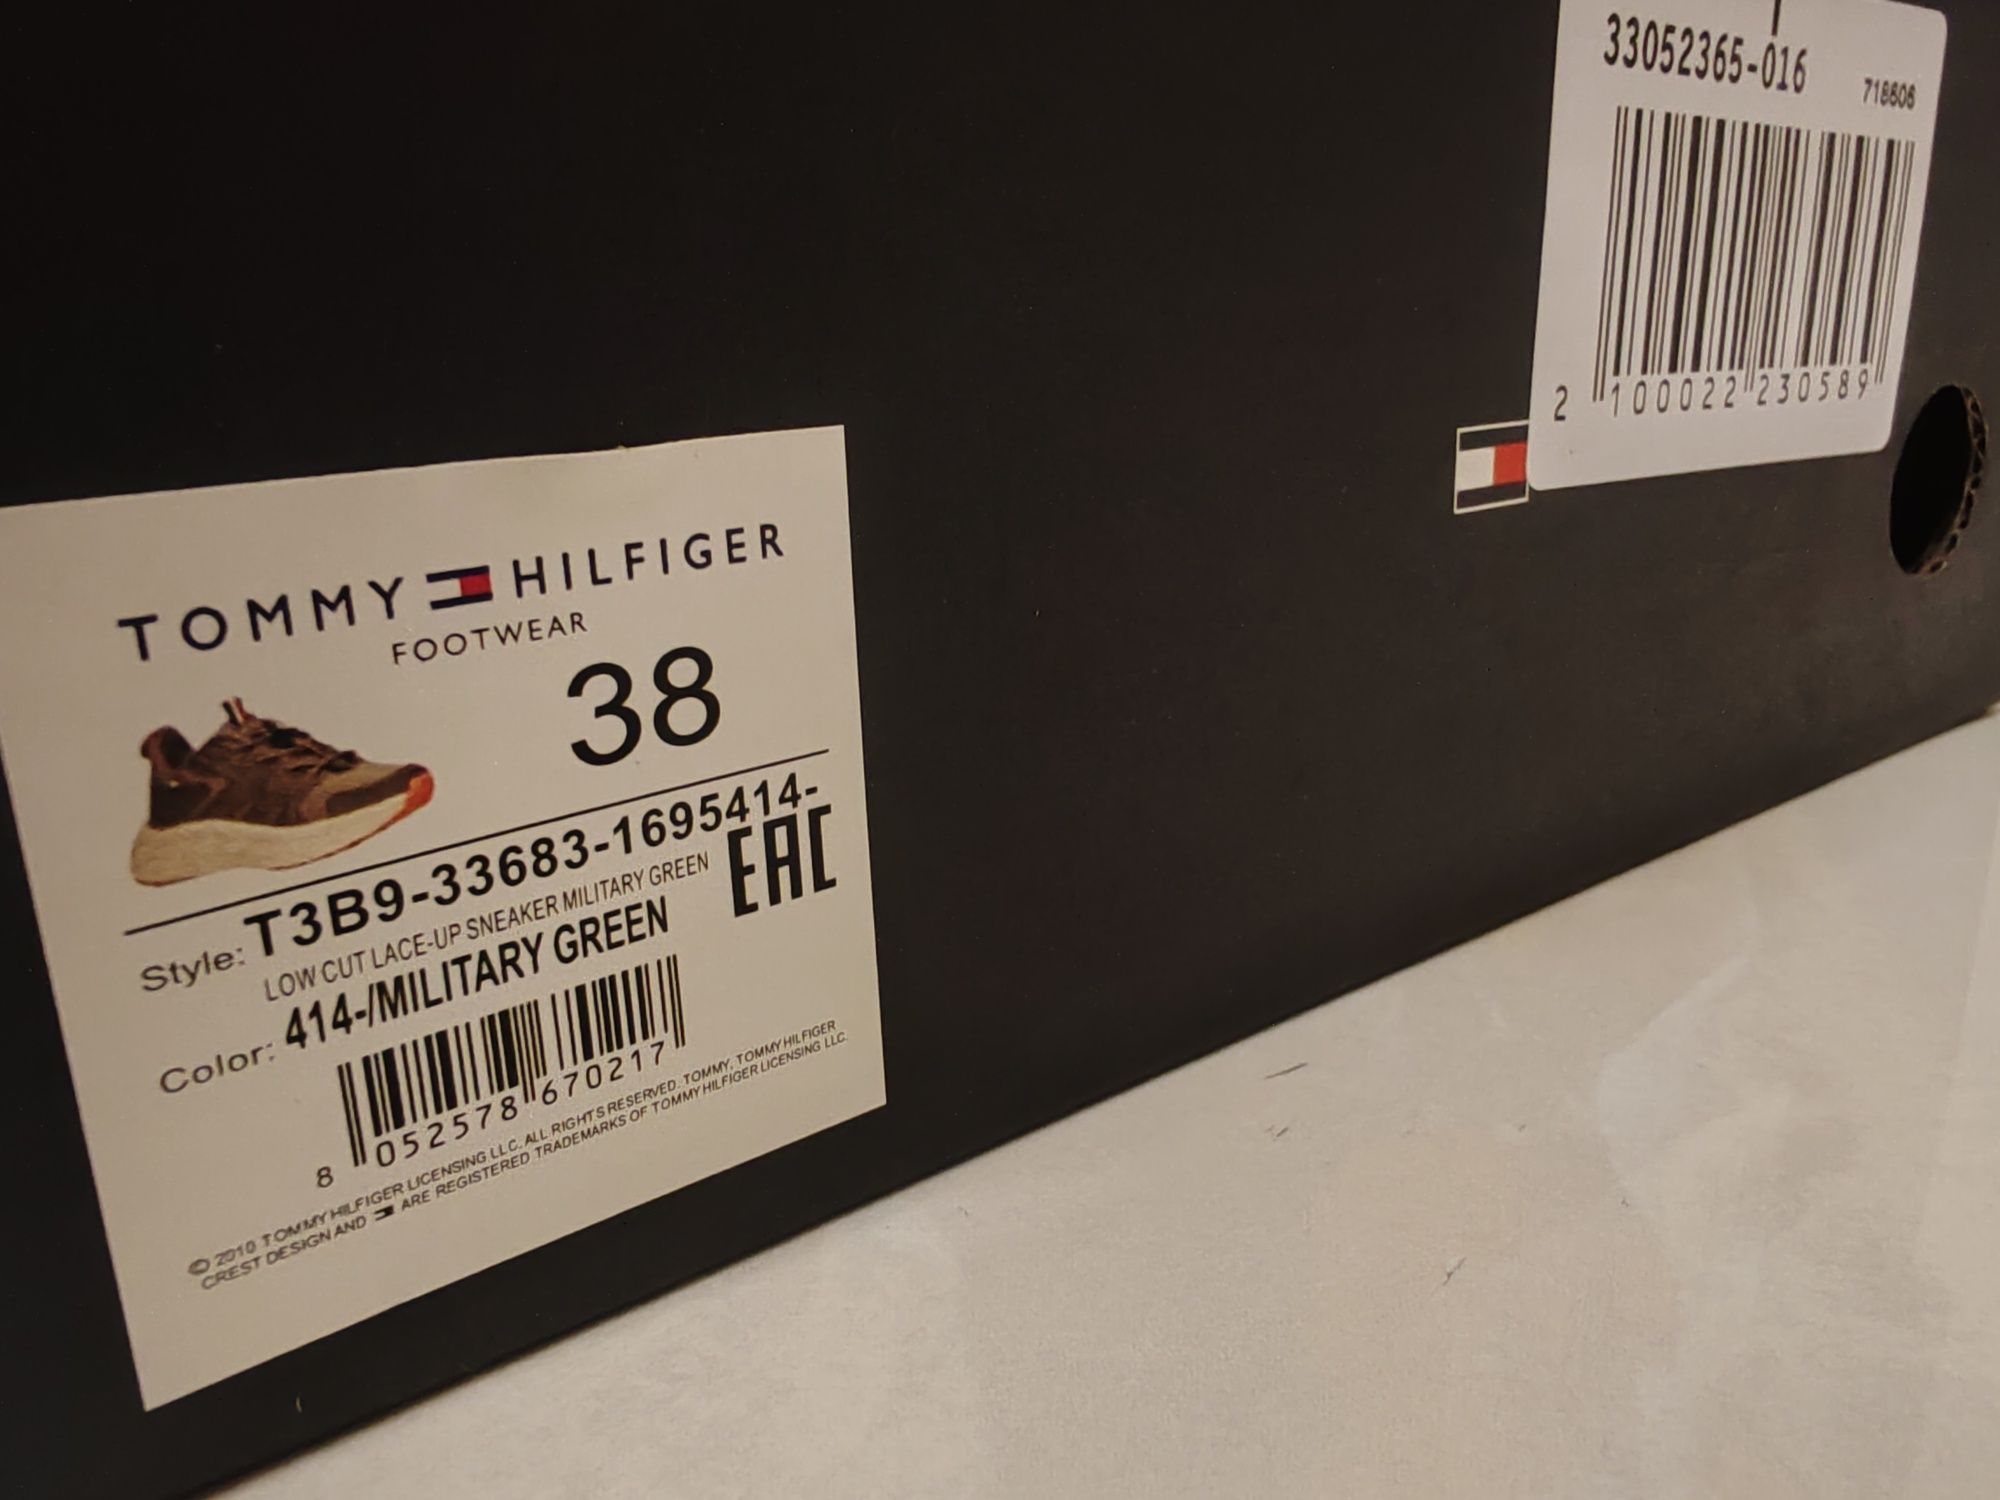 33052365-016
718606
2 100022 230589
TOMMY HILFIGER
FOOTWEAR
38
Style: T3B9-33683-1695414-
LOW CUT LACE-UP SNEAKER MILITARY GREEN
EAC
Color: 414-/MILITARY GREEN
8 052578 670217
© 2010 TOMMY HILFIGER LICENSING LLC. ALL RIGHTS RESERVED. TOMMY, TOMMY HILFIGER
CREST DESIGN AND ARE REGISTERED TRADEMARKS OF TOMMY HILFIGER LICENSING LLC.